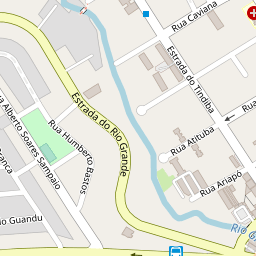 Rua Caviana
Estrada do Tindiba
Estrada do Rio Grande
Rua Alberto Soares Sampaio
Rua Humberto Bastos
Rua Atituba
Rua
Rua Ariapó
Guandu